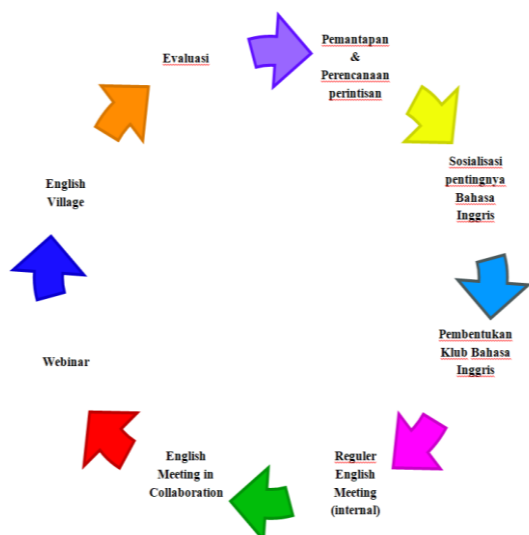 Evaluasi
Pemantapan
&
Perencanaan
perintisan
Sosialisasi
pentingnya
Bahasa
Inggris
Pembentukan
Klub Bahasa
Inggris
Reguler
English
Meeting
(internal)
English
Meeting in
Collaboration
Webinar
English
Village